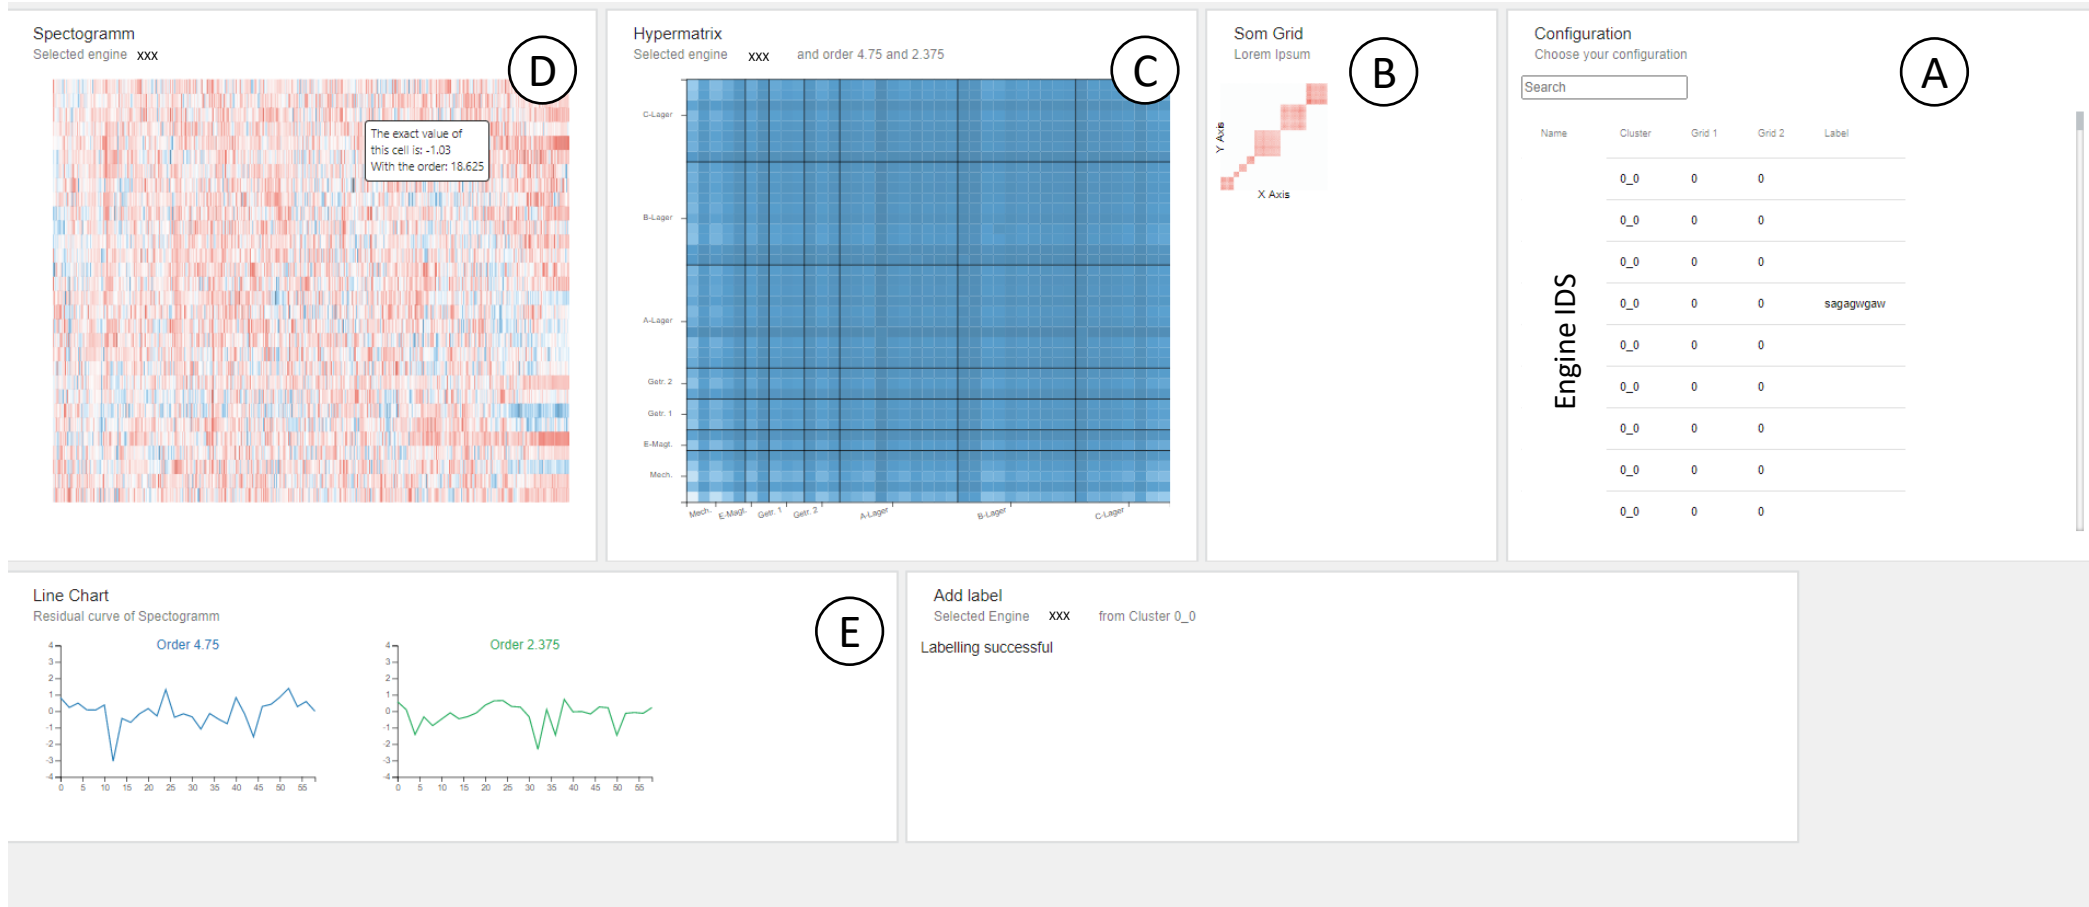 Spectogramm
Selected engine xxx
D
The exact value of
this cell is: -1.03
With the order: 18.625
Hypermatrix
Selected engine xxx and order 4.75 and 2.375
C
C-Lager
B-Lager
A-Lager
Getr. 2
Getr. 1
E-Magt.
Mech.
Mech. E-Magt. Getr. 1 Getr. 2 A-Lager B-Lager C-Lager
Som Grid
Lorem Ipsum
B
Y Axis
X Axis
Configuration
Choose your configuration
A
Search
Name Cluster Grid 1 Grid 2 Label
Engine IDS
0_0 0 0
0_0 0 0
0_0 0 0
0_0 0 0 sagagwgaw
0_0 0 0
0_0 0 0
0_0 0 0
0_0 0 0
0_0 0 0
Line Chart
Residual curve of Spectogramm
E
Order 4.75
4
3
2
1
0
-1
-2
-3
-4
0 5 10 15 20 25 30 35 40 45 50 55
Order 2.375
4
3
2
1
0
-1
-2
-3
-4
0 5 10 15 20 25 30 35 40 45 50 55
Add label
Selected Engine xxx from Cluster 0_0
Labelling successful